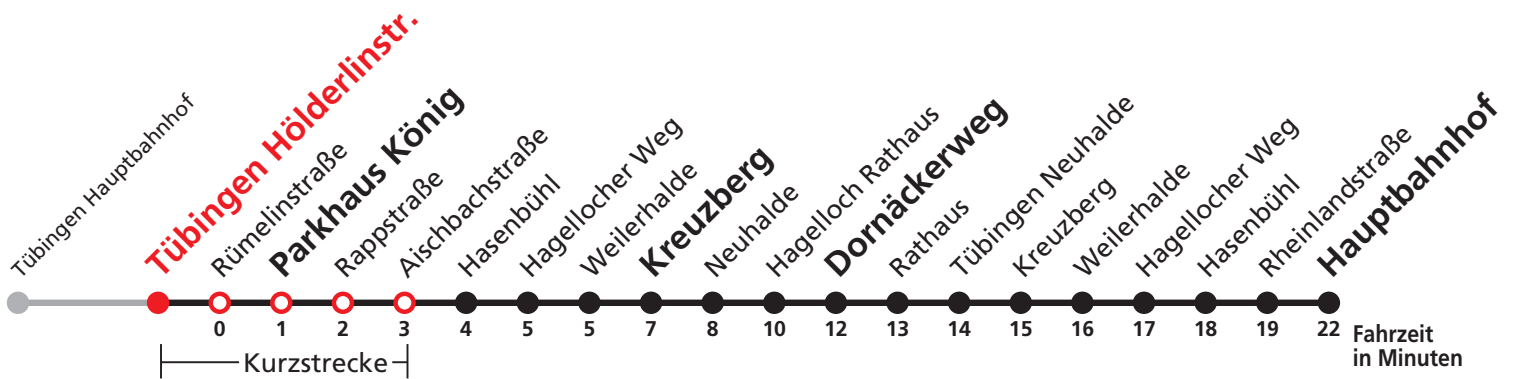 Tübingen Hauptbahnhof
Tübingen Hölderlinstr.
Rümelinstraße
Parkhaus König
Rappstraße
Aischbachstraße
Hasenbühl
Hagellocher Weg
Weilerhalde
Kreuzberg
Neuhalde
Hagelloch Rathaus
Dornäckerweg
Rathaus
Tübingen Neuhalde
Kreuzberg
Weilerhalde
Hagellocher Weg
Hasenbühl
Rheinlandstraße
Hauptbahnhof
0 1 2 3 4 5 5 7 8 10 12 13 14 15 16 17 18 19 22
Fahrzeit
in Minuten
Kurzstrecke